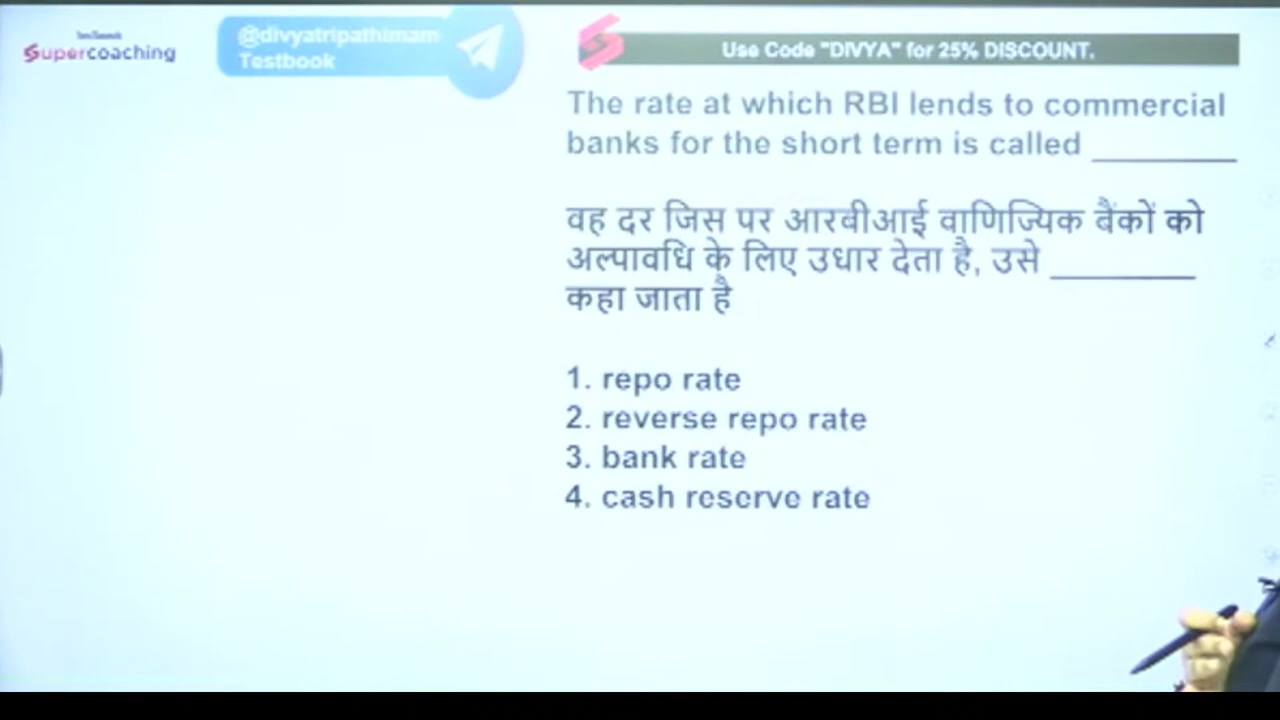 Supercoaching
@divyatripathimam
Testbook
Use Code "DIVYA" for 25% DISCOUNT.
The rate at which RBI lends to commercial
banks for the short term is called _________
वह दर जिस पर आरबीआई वाणिज्यिक बैंकों को
अल्पावधि के लिए उधार देता है, उसे _________
कहा जाता है
1. repo rate
2. reverse repo rate
3. bank rate
4. cash reserve rate